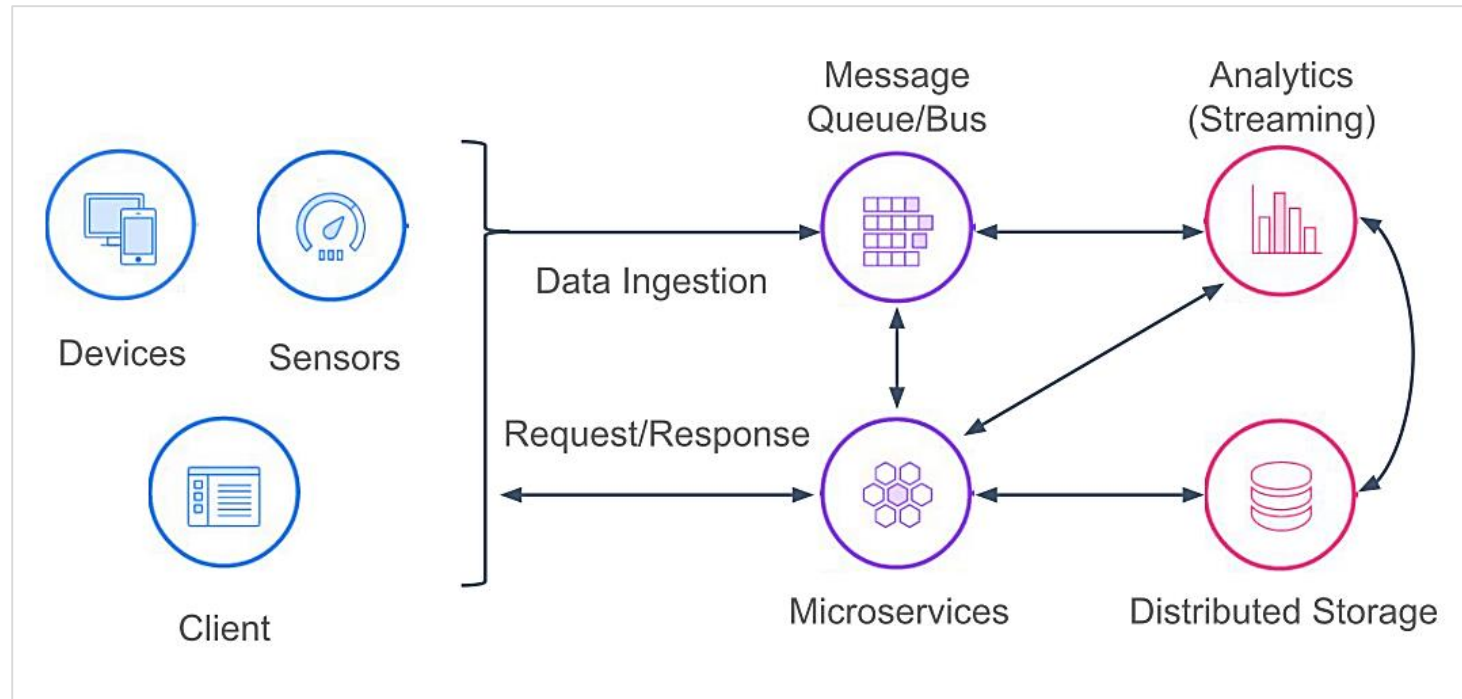 Message
Queue/Bus
Analytics
(Streaming)
Data Ingestion
Devices
Sensors
Request/Response
Client
Microservices
Distributed Storage